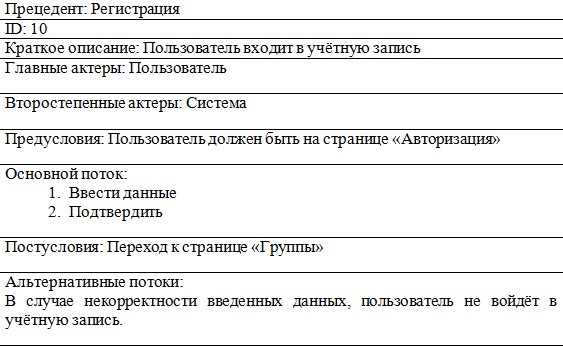 Прецедент: Регистрация
ID: 10
Краткое описание: Пользователь входит в учётную запись
Главные актеры: Пользователь
Второстепенные актеры: Система
Предусловия: Пользователь должен быть на странице «Авторизация»
Основной поток:
1. Ввести данные
2. Подтвердить
Постусловия: Переход к странице «Группы»
Альтернативные потоки:
В случае некорректности введенных данных, пользователь не войдёт в
учётную запись.